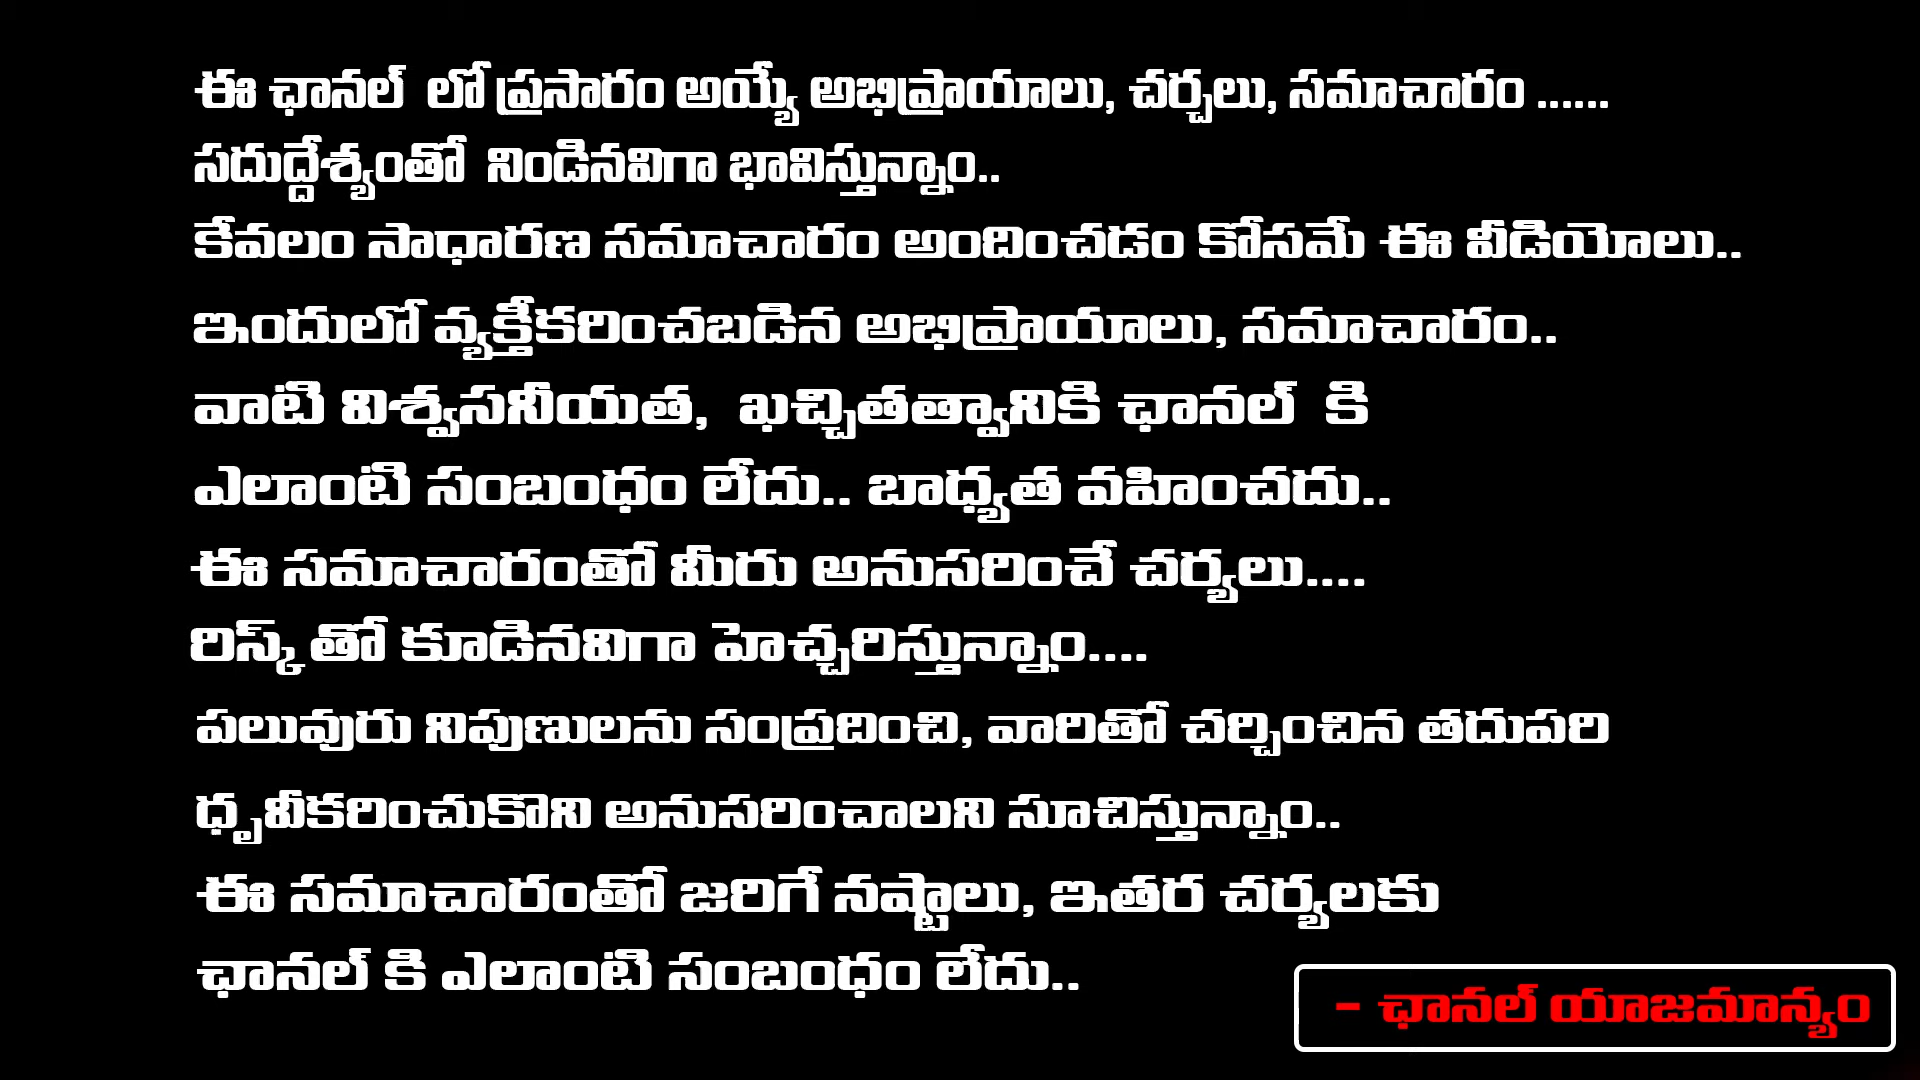 ఈ ఛానల్ లో ప్రసారం అయ్యే అభిప్రాయాలు, చర్చలు, సమాచారం ......
సదుద్దేశ్యంతో నిండినవిగా భావిస్తున్నాం..
కేవలం సాధారణ సమాచారం అందించడం కోసమే ఈ వీడియోలు..
ఇందులో వ్యక్తీకరించబడిన అభిప్రాయాలు, సమాచారం..
వాటి విశ్వసనీయత, ఖచ్చితత్వానికి ఛానల్ కి
ఎలాంటి సంబంధం లేదు.. బాధ్యత వహించదు..
ఈ సమాచారంతో మీరు అనుసరించే చర్యలు....
రిస్క్ తో కూడినవిగా హెచ్చరిస్తున్నాం....
పలువురు నిపుణులను సంప్రదించి, వారితో చర్చించిన తదుపరి
ధృవీకరించుకొని అనుసరించాలని సూచిస్తున్నాం..
ఈ సమాచారంతో జరిగే నష్టాలు, ఇతర చర్యలకు
ఛానల్ కి ఎలాంటి సంబంధం లేదు..
- ఛానల్ యాజమాన్యం